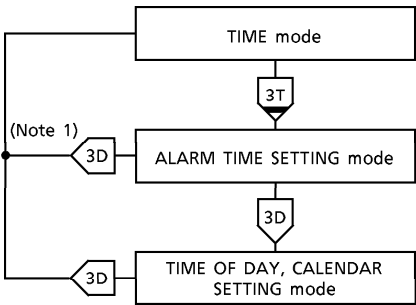 TIME mode
3T
(Note 1)
3D
ALARM TIME SETTING mode
3D
3D
TIME OF DAY, CALENDAR
SETTING mode